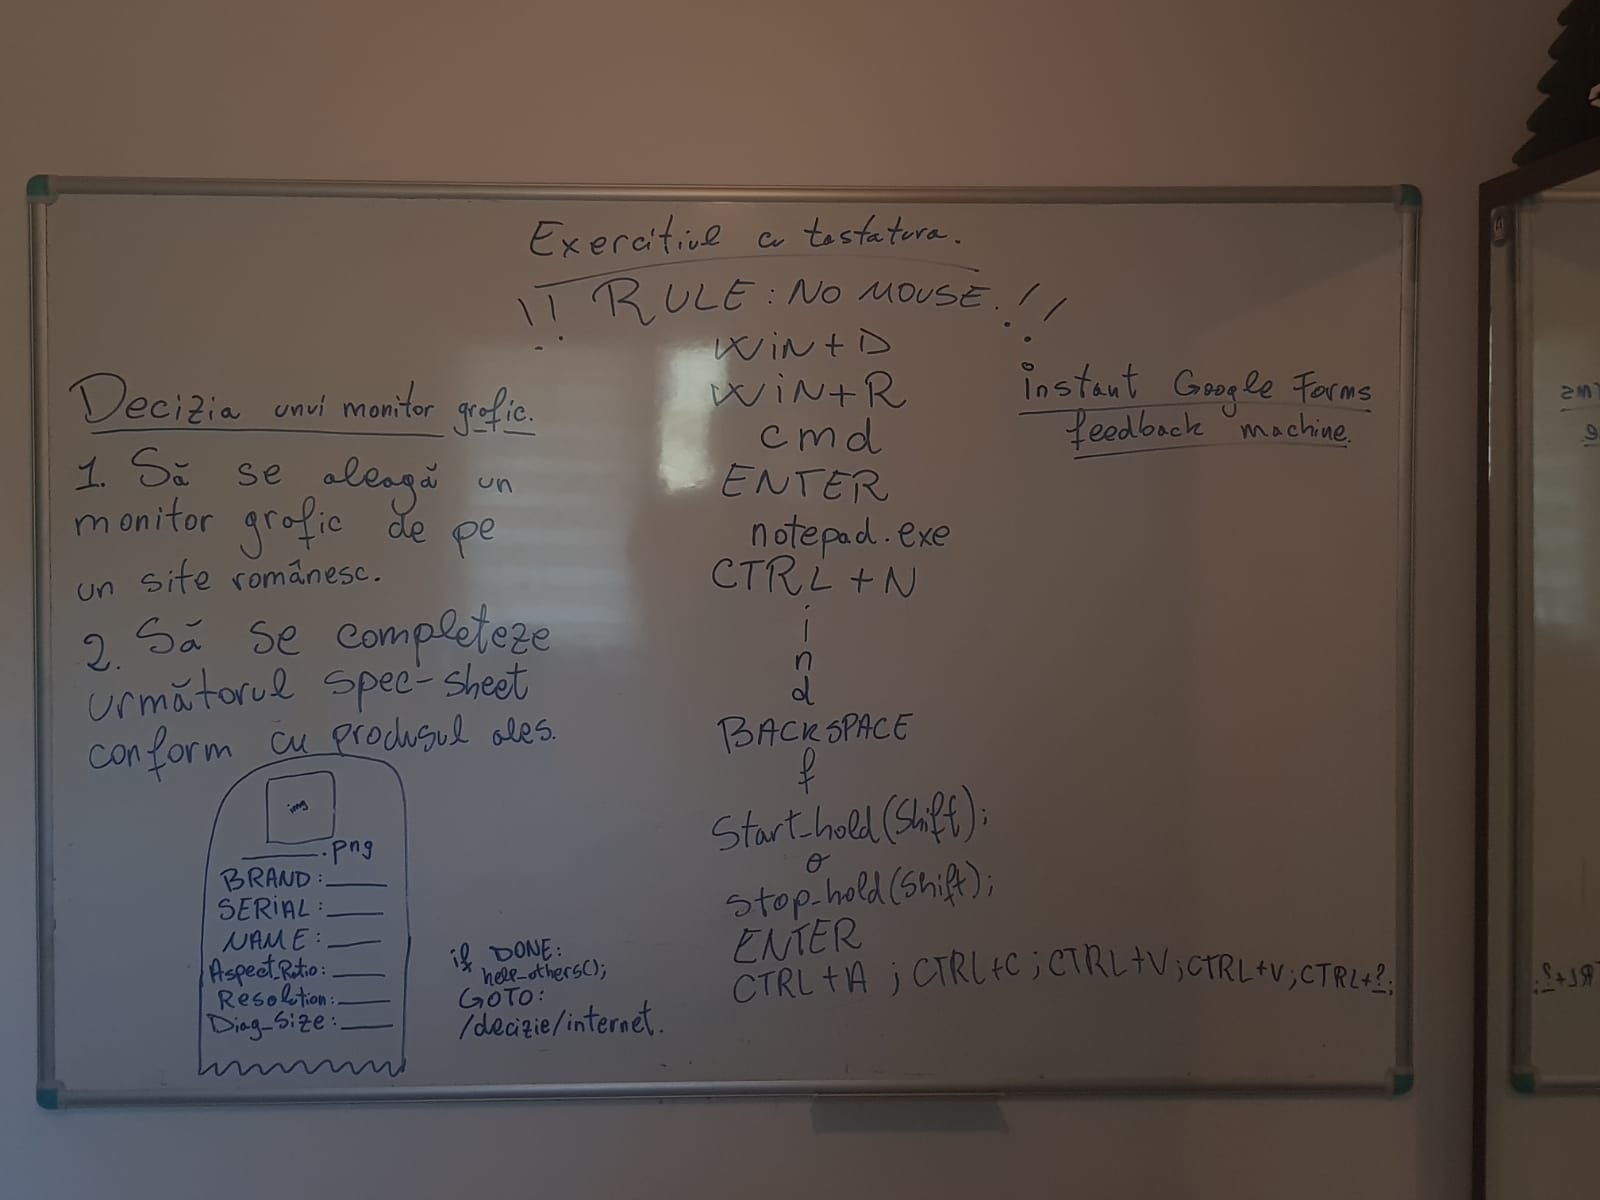 Exercitiul cu tastatura.
!! RULE: NO MOUSE. !!
WIN+D
WIN+R
cmd
ENTER
notepad.exe
CTRL+N
i
n
d
BACKSPACE
f
Start_hold(Shift);
o
stop_hold(Shift);
ENTER
CTRL+A ; CTRL+C ; CTRL+V ; CTRL+V ; CTRL+?;
Decizia unui monitor grafic.
1. Să se aleagă un
monitor grafic de pe
un site românesc.
2. Să se completeze
următorul spec-sheet
conform cu produsul ales.
img
____.png
BRAND:____
SERIAL:____
NAME:____
Aspect_Ratio:____
Resolution:____
Diag_Size:____
if DONE:
help_others();
GOTO:
/decizie/internet.
instant Google Forms
feedback machine.